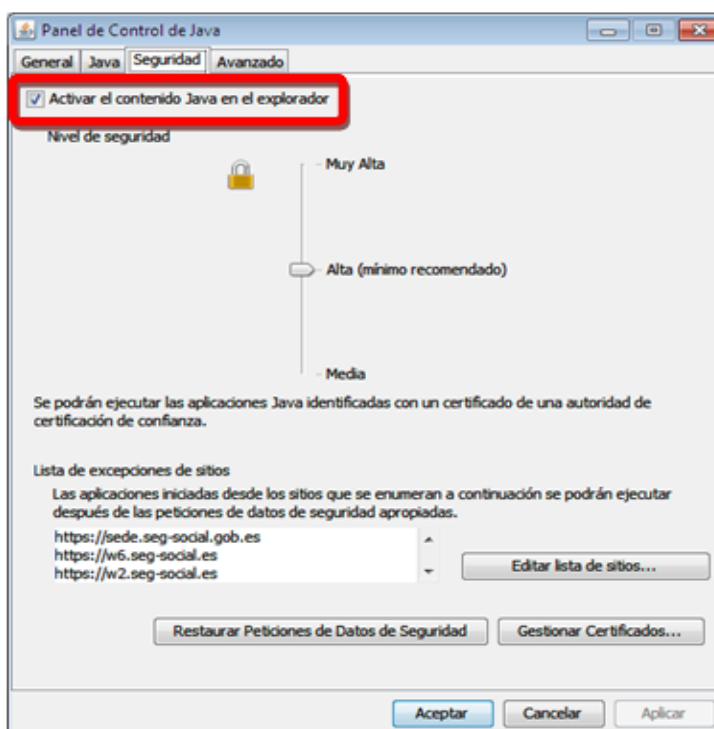 Panel de Control de Java
General Java Seguridad Avanzado
Activar el contenido Java en el explorador
Nivel de seguridad
Muy Alta
Alta (mínimo recomendado)
Media
Se podrán ejecutar las aplicaciones Java identificadas con un certificado de una autoridad de
certificación de confianza.
Lista de excepciones de sitios
Las aplicaciones iniciadas desde los sitios que se enumeran a continuación se podrán ejecutar
después de las peticiones de datos de seguridad apropiadas.
https://sede.seg-social.gob.es
https://w6.seg-social.es
https://w2.seg-social.es
Editar lista de sitios...
Restaurar Peticiones de Datos de Seguridad Gestionar Certificados...
Aceptar Cancelar Aplicar